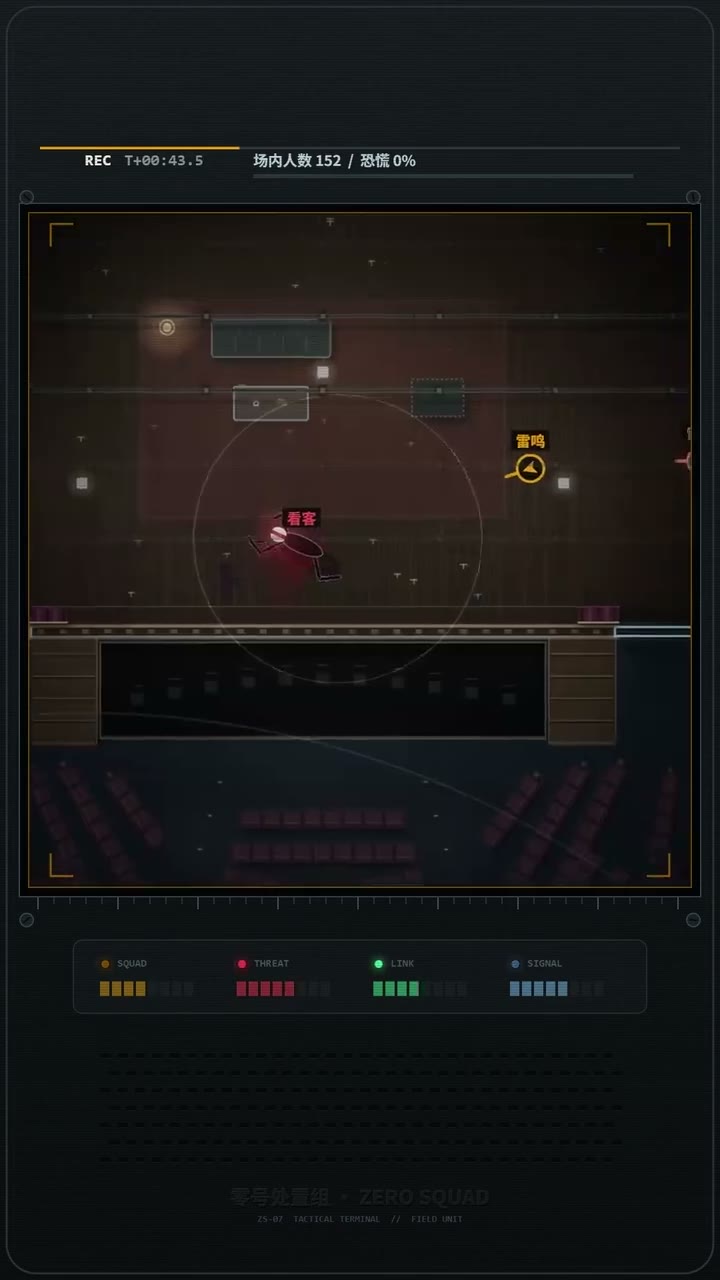 REC T+00:43.5 场内人数 152 / 恐慌 0%
雷鸣
看客
SQUAD THREAT LINK SIGNAL
零号处置组 · ZERO SQUAD
ZS-07 TACTICAL TERMINAL // FIELD UNIT